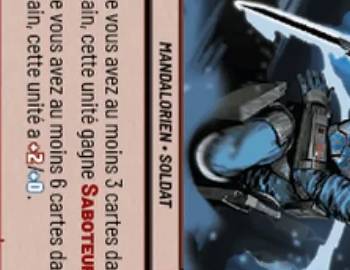 MANDALORIEN • SOLDAT
e vous avez au moins 3 cartes da
ain, cette unité gagne SABOTEU
e vous avez au moins 6 cartes da
ain, cette unité a +2/+0.